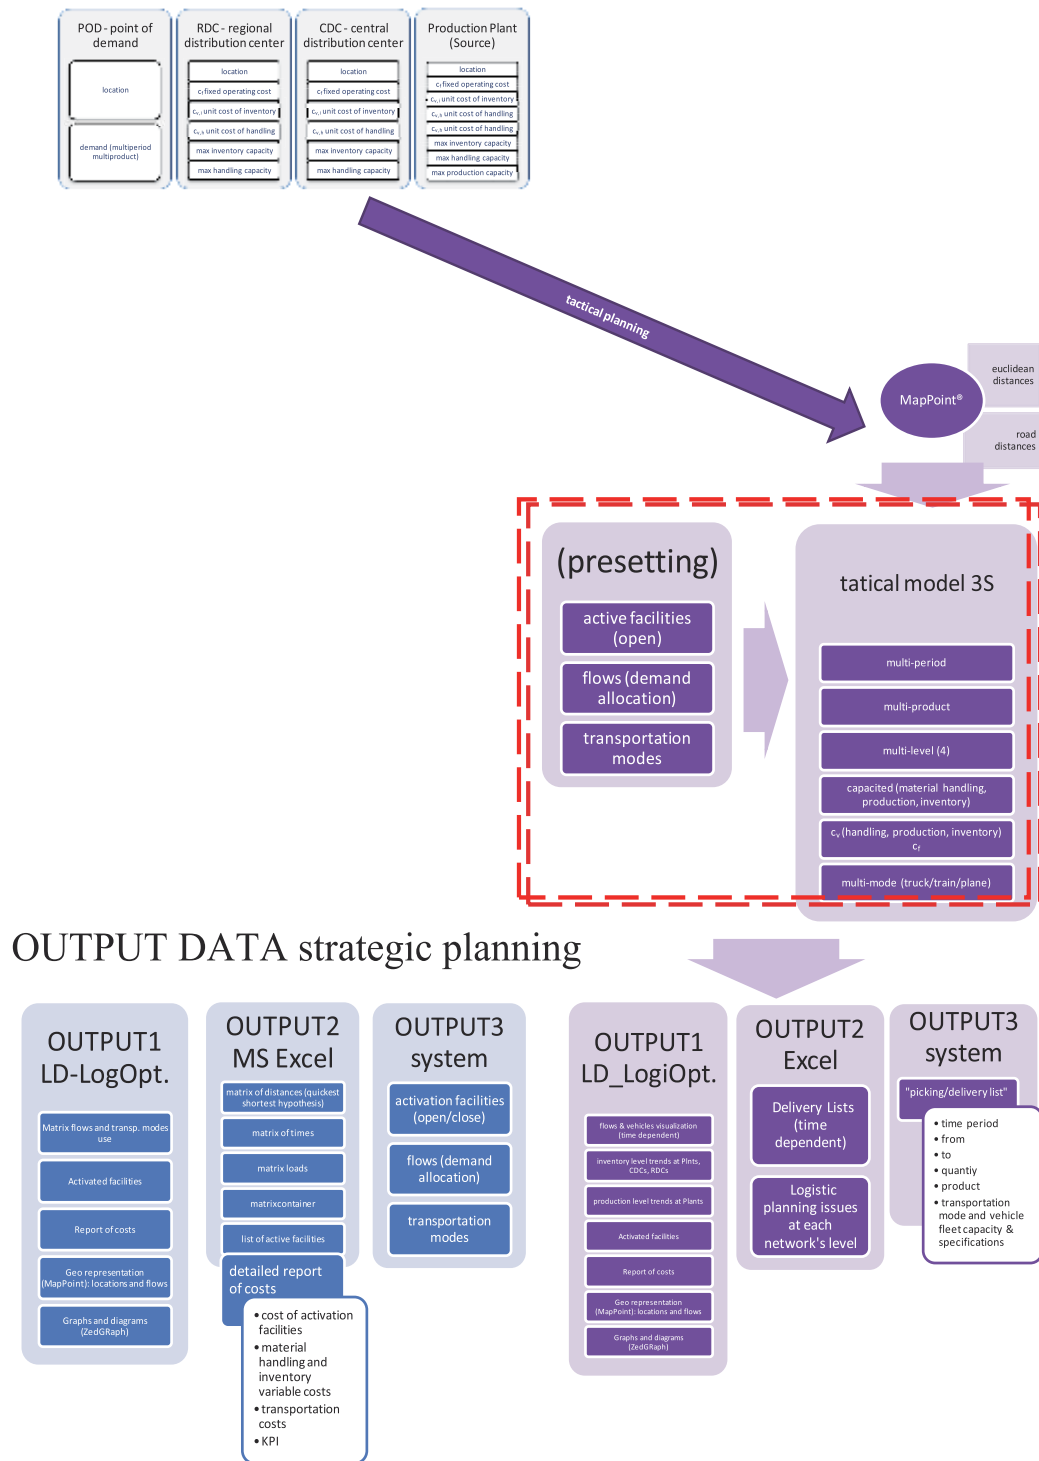 POD - point of
demand
location
demand (multiperiod
multiproduct)
RDC - regional
distribution center
location
cf fixed operating cost
cv,i unit cost of inventory
cv,h unit cost of handling
max inventory capacity
max handling capacity
CDC - central
distribution center
location
cf fixed operating cost
cv,i unit cost of inventory
cv,h unit cost of handling
max inventory capacity
max handling capacity
Production Plant
(Source)
location
cf fixed operating cost
cv,i unit cost of inventory
cv,h unit cost of handling
cv,h unit cost of handling
max inventory capacity
max handling capacity
max production capacity
tactical planning
MapPoint®
euclidean
distances
road
distances
(presetting)
active facilities
(open)
flows (demand
allocation)
transportation
modes
tatical model 3S
multi-period
multi-product
multi-level (4)
capacited (material handling,
production, inventory)
cv (handling, production, inventory)
cf
multi-mode (truck/train/plane)
OUTPUT DATA strategic planning
OUTPUT1
LD-LogOpt.
Matrix flows and transp. modes
use
Activated facilities
Report of costs
Geo representation
(MapPoint): locations and flows
Graphs and diagrams
(ZedGRaph)
OUTPUT2
MS Excel
matrix of distances (quickest
shortest hypothesis)
matrix of times
matrix loads
matrixcontainer
list of active facilities
detailed report
of costs
• cost of activation
facilities
• material
handling and
inventory
variable costs
• transportation
costs
• KPI
OUTPUT3
system
activation facilities
(open/close)
flows (demand
allocation)
transportation
modes
OUTPUT1
LD_LogiOpt.
flows & vehicles visualization
(time dependent)
inventory level trends at Plnts,
CDCs, RDCs
production level trends at Plants
Activated facilities
Report of costs
Geo representation
(MapPoint): locations and flows
Graphs and diagrams
(ZedGRaph)
OUTPUT2
Excel
Delivery Lists
(time
dependent)
Logistic
planning issues
at each
network's level
OUTPUT3
system
"picking/delivery list"
• time period
• from
• to
• quantiy
• product
• transportation
mode and vehicle
fleet capacity &
specifications